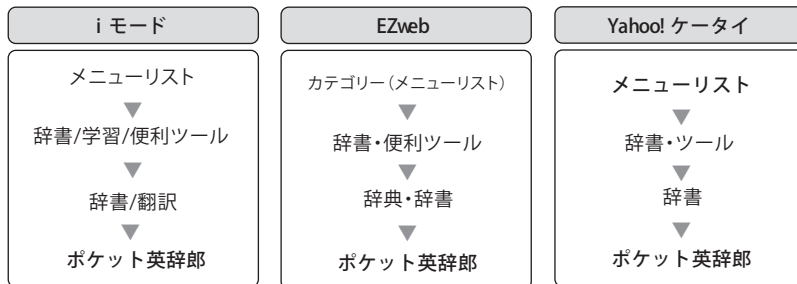 i モード
メニューリスト
▼
辞書/学習/便利ツール
▼
辞書/翻訳
▼
ポケット英辞郎
EZweb
カテゴリー(メニューリスト)
▼
辞書・便利ツール
▼
辞典・辞書
▼
ポケット英辞郎
Yahoo! ケータイ
メニューリスト
▼
辞書・ツール
▼
辞書
▼
ポケット英辞郎